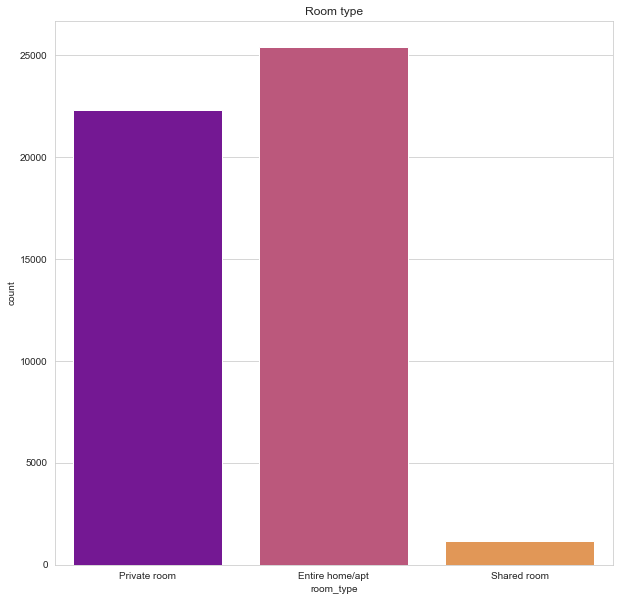 Room type
25000
20000
15000
10000
5000
0
count
Private room
Entire home/apt
Shared room
room_type